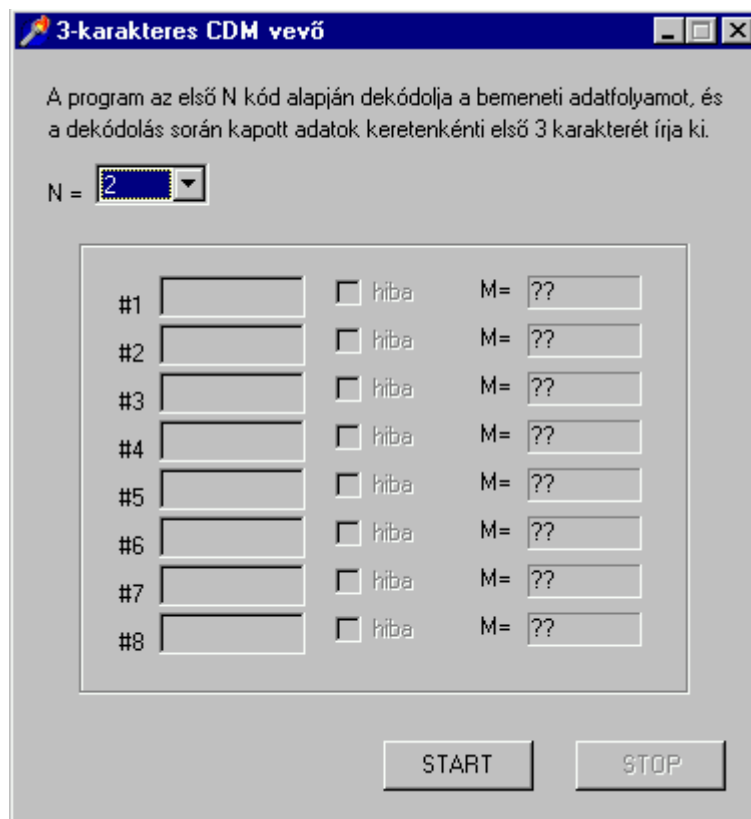 3-karakteres CDM vevő
A program az első N kód alapján dekódolja a bemeneti adatfolyamot, és
a dekódolás során kapott adatok keretenkénti első 3 karakterét írja ki.
N = 2
#1 hiba M= ??
#2 hiba M= ??
#3 hiba M= ??
#4 hiba M= ??
#5 hiba M= ??
#6 hiba M= ??
#7 hiba M= ??
#8 hiba M= ??
START STOP